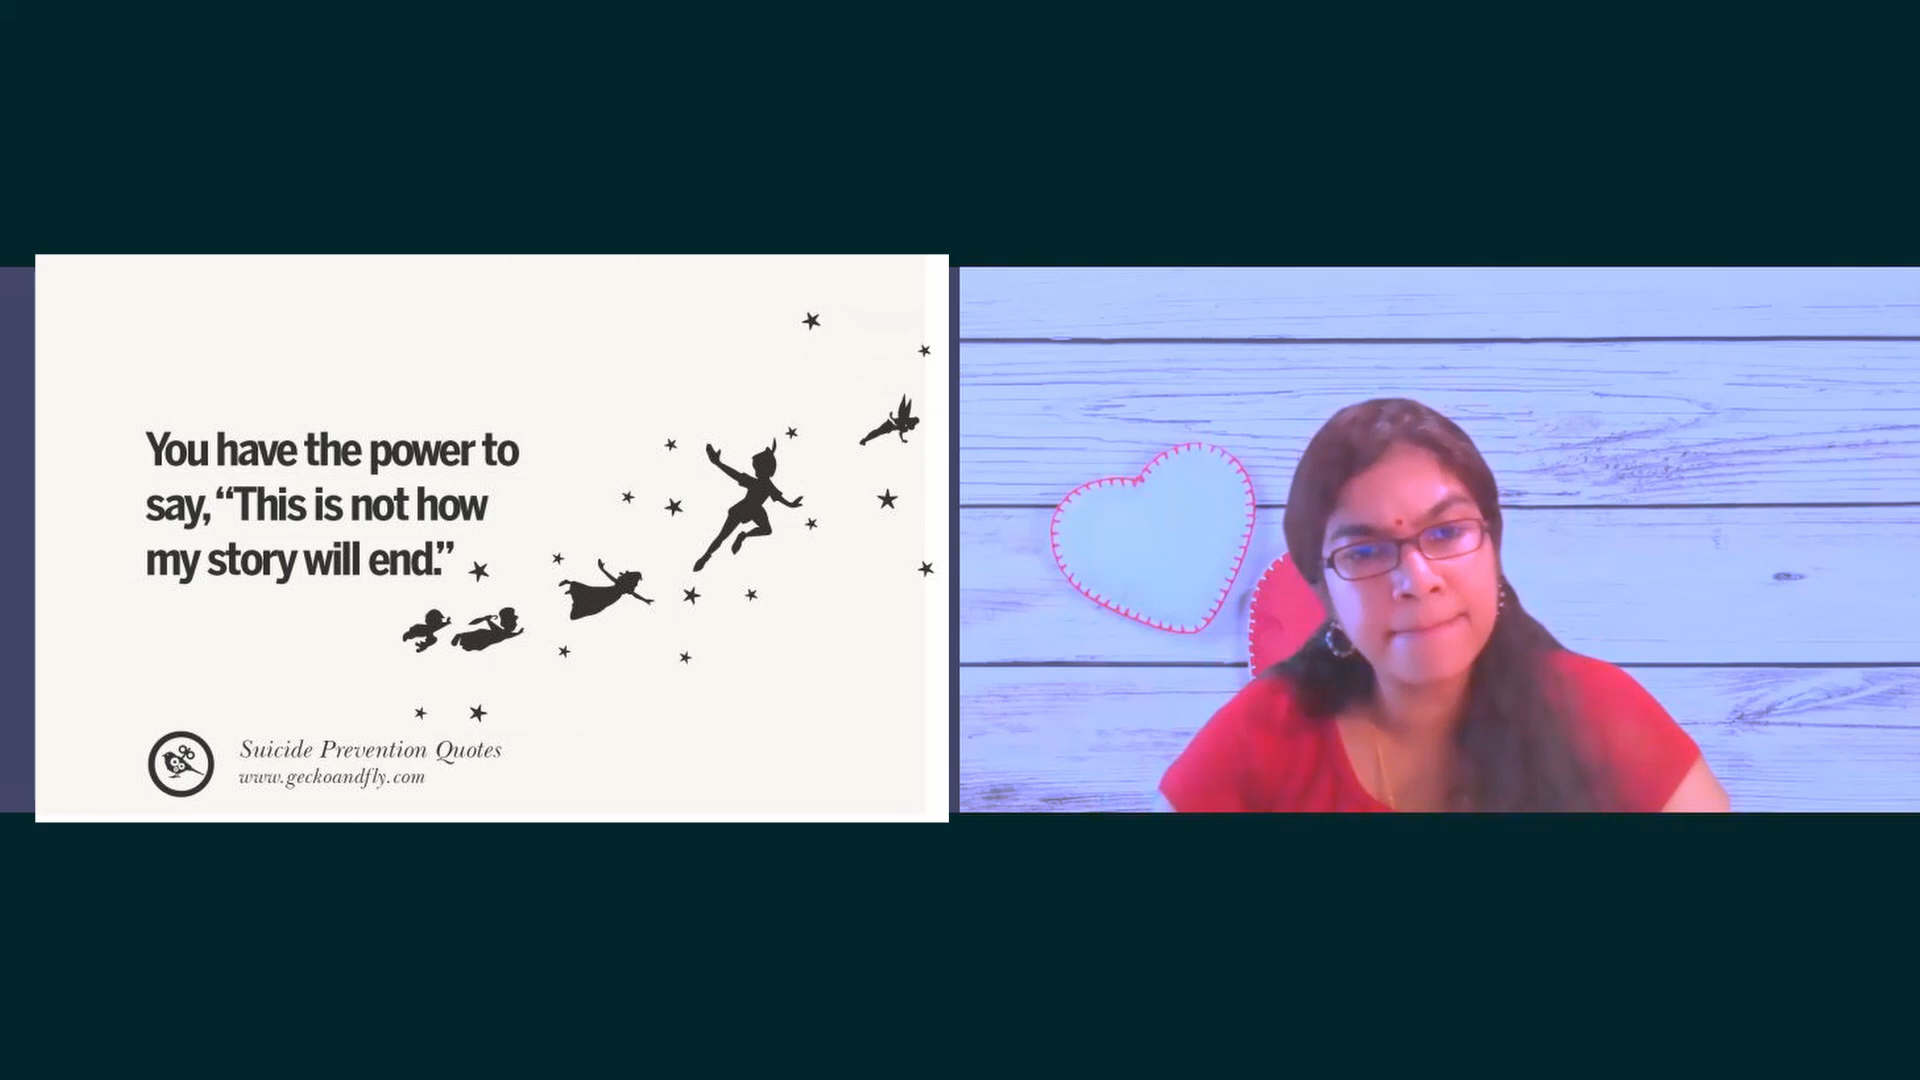 You have the power to
say, “This is not how
my story will end.”
Suicide Prevention Quotes
www.geckoandfly.com